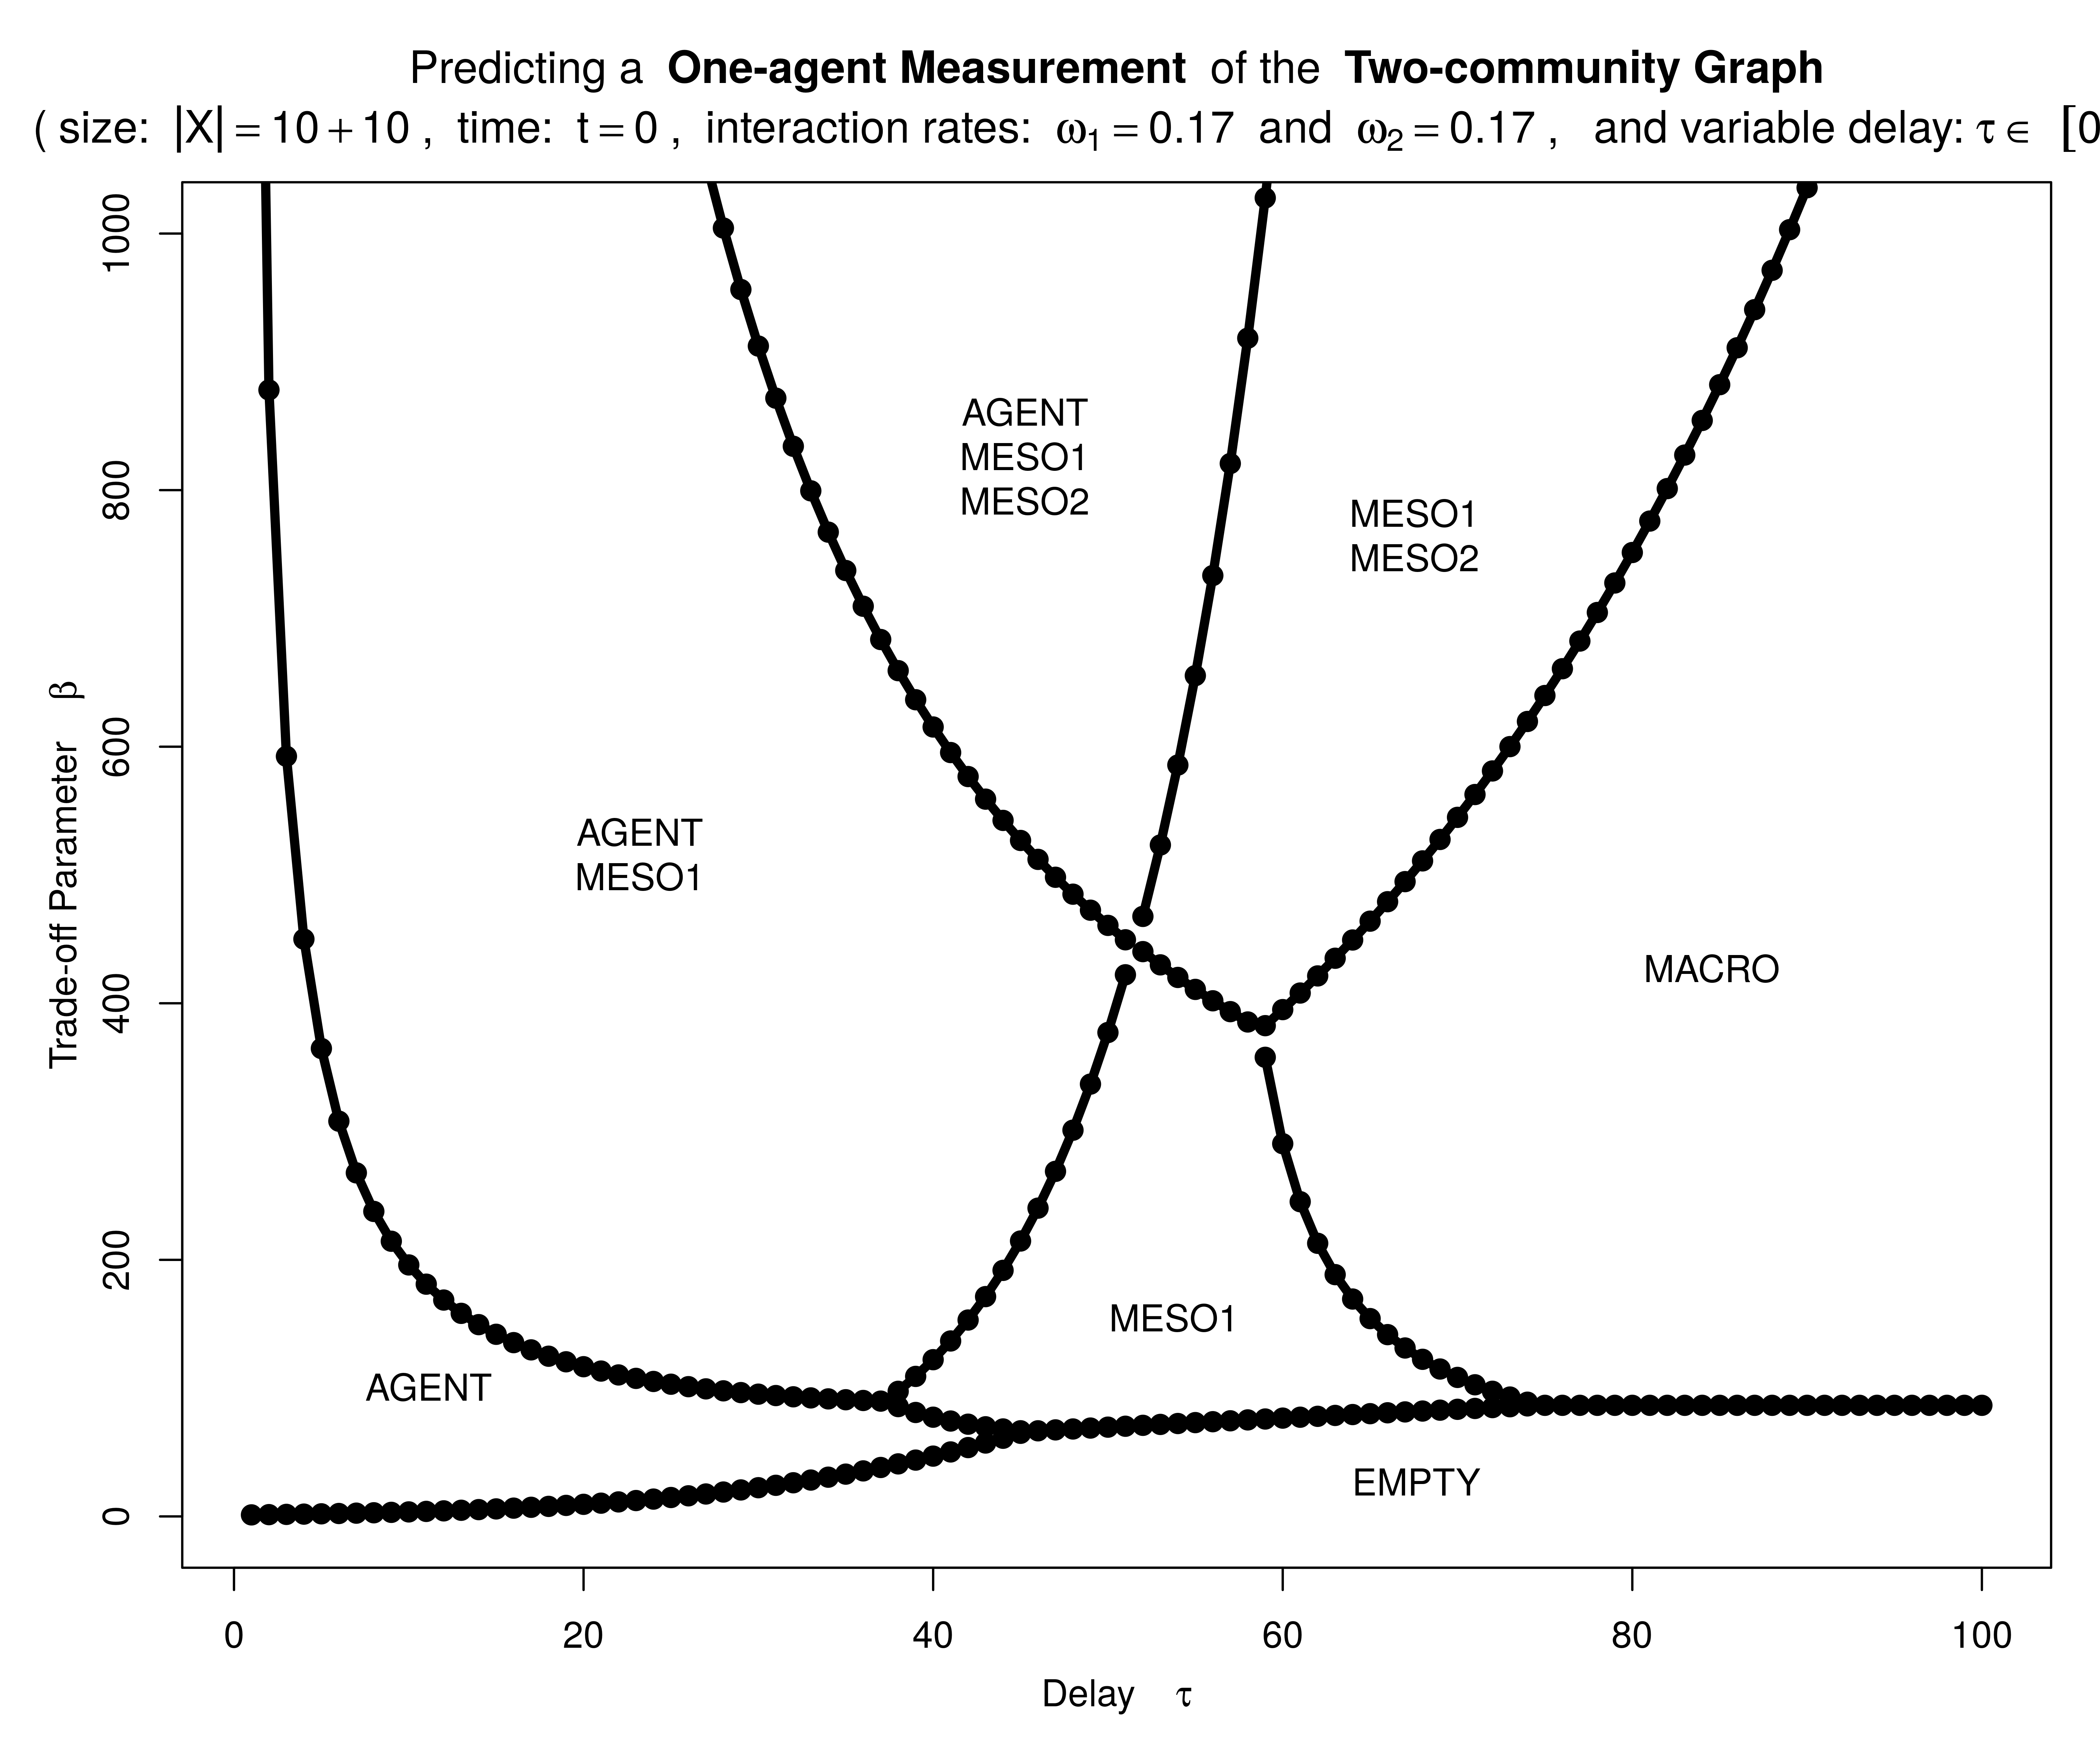 Predicting a One-agent Measurement of the Two-community Graph
( size: |X| = 10 + 10 , time: t = 0 , interaction rates: ω1 = 0.17 and ω2 = 0.17 , and variable delay: τ ∈ [0
1000
800
600
400
200
0
Trade-off Parameter β
AGENT
MESO1
MESO2
MESO1
MESO2
AGENT
MESO1
MACRO
MESO1
AGENT
EMPTY
0 20 40 60 80 100
Delay τ